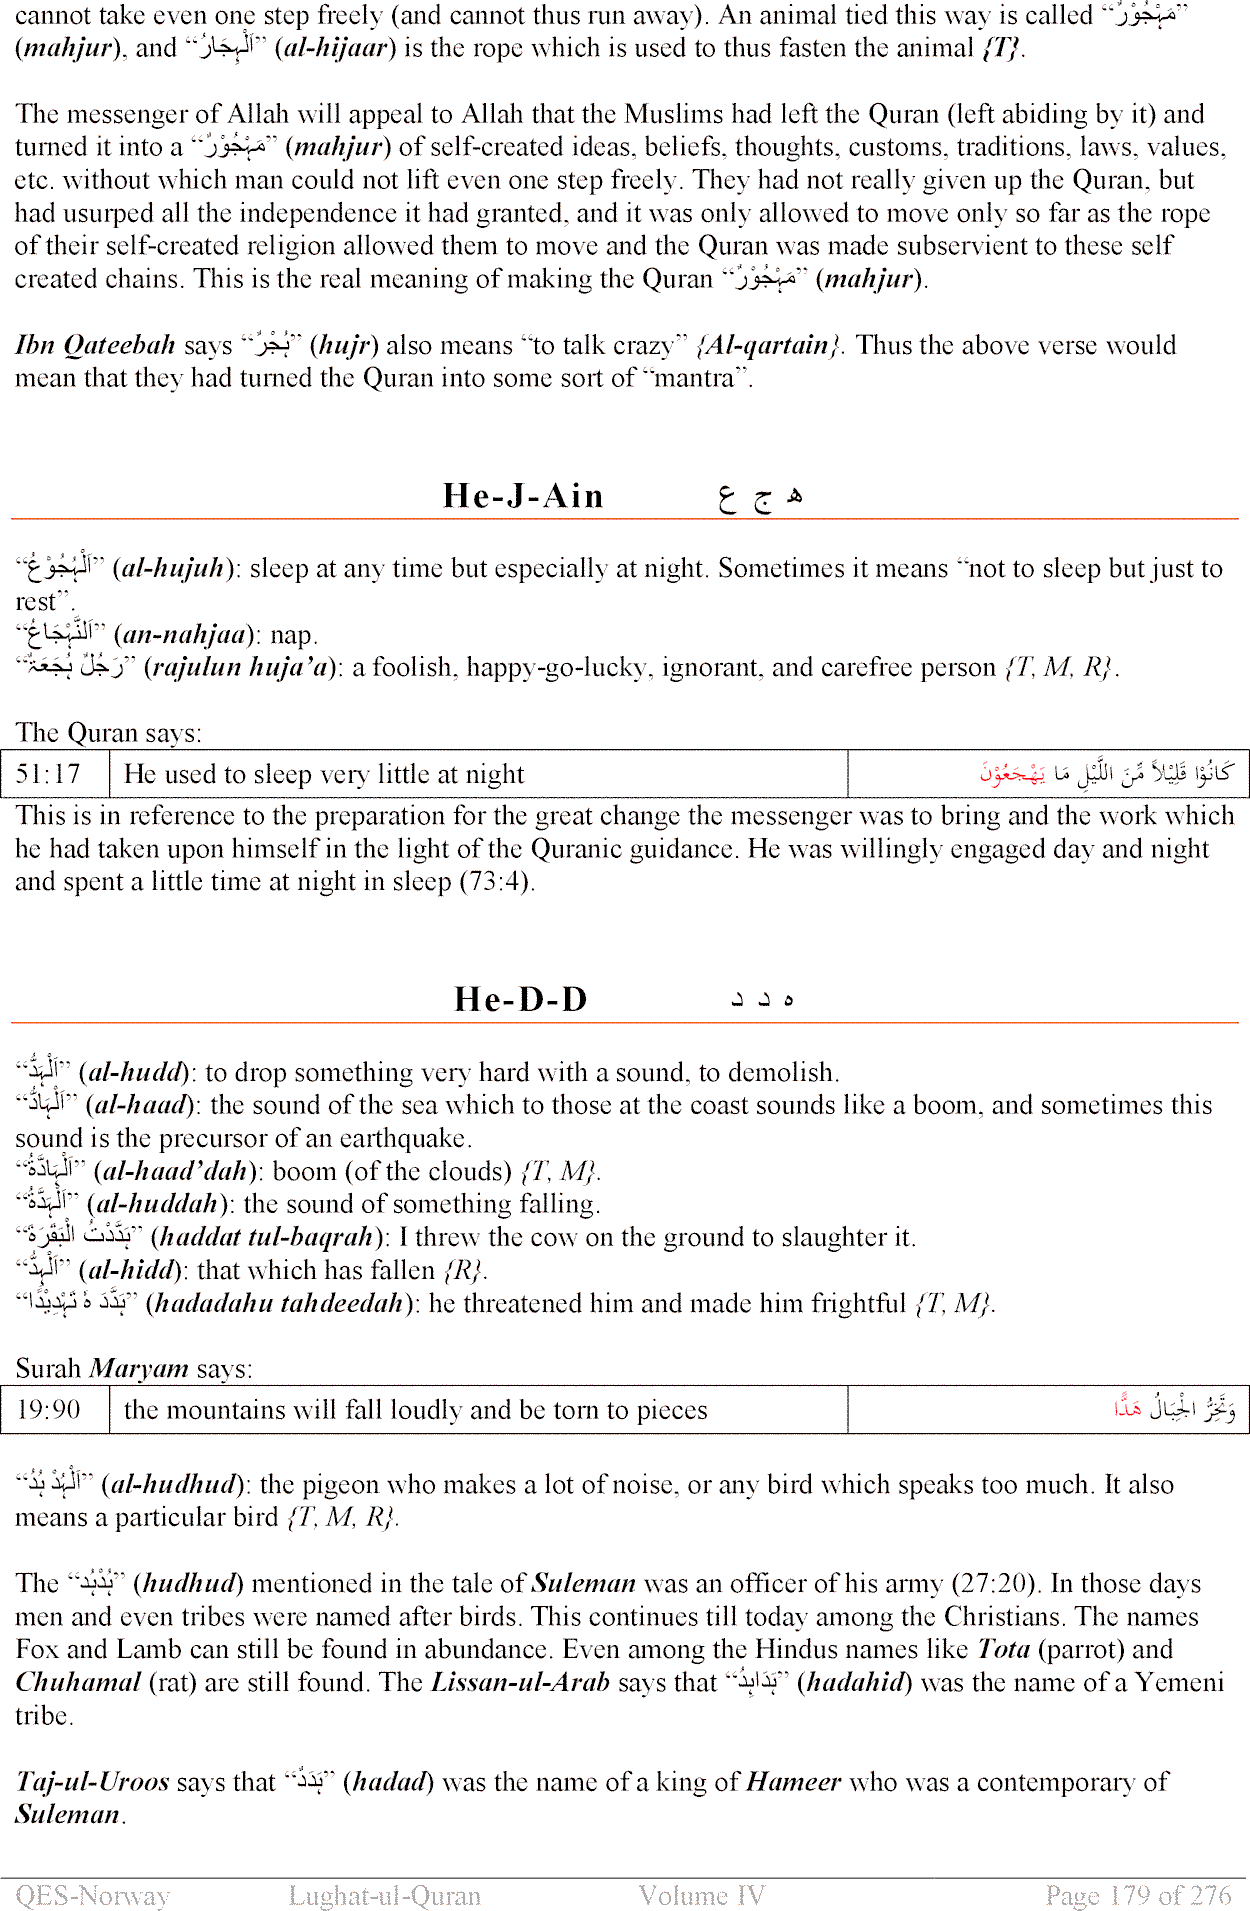 cannot take even one step freely (and cannot thus run away). An animal tied this way is called “مَہْجُوْرٌ”
(mahjur), and “اَلْہِجَارُ” (al-hijaar) is the rope which is used to thus fasten the animal {T}.
The messenger of Allah will appeal to Allah that the Muslims had left the Quran (left abiding by it) and
turned it into a “مَہْجُوْرٌ” (mahjur) of self-created ideas, beliefs, thoughts, customs, traditions, laws, values,
etc. without which man could not lift even one step freely. They had not really given up the Quran, but
had usurped all the independence it had granted, and it was only allowed to move only so far as the rope
of their self-created religion allowed them to move and the Quran was made subservient to these self
created chains. This is the real meaning of making the Quran “مَہْجُوْرٌ” (mahjur).
Ibn Qateebah says “ہُجْرٌ” (hujr) also means “to talk crazy” {Al-qartain}. Thus the above verse would
mean that they had turned the Quran into some sort of “mantra”.
He-J-Ain ھ ج ع
“اَلْہُجُوْعُ” (al-hujuh): sleep at any time but especially at night. Sometimes it means “not to sleep but just to
rest”.
“اَلتَّہْجَاعُ” (an-nahjaa): nap.
“رَجُلٌ ہُجَعَۃٌ” (rajulun huja’a): a foolish, happy-go-lucky, ignorant, and carefree person {T, M, R}.
The Quran says:
51:17 He used to sleep very little at night كَانُوْا قَلِيْلاً مِّنَ اللَّيْلِ مَا يَهْجَعُوْنَ
This is in reference to the preparation for the great change the messenger was to bring and the work which
he had taken upon himself in the light of the Quranic guidance. He was willingly engaged day and night
and spent a little time at night in sleep (73:4).
He-D-D ہ د د
“اَلْہَدُّ” (al-hudd): to drop something very hard with a sound, to demolish.
“اَلْہَادُّ” (al-haad): the sound of the sea which to those at the coast sounds like a boom, and sometimes this
sound is the precursor of an earthquake.
“اَلْہَادَّۃُ” (al-haad’dah): boom (of the clouds) {T, M}.
“اَلْہَدَّۃُ” (al-huddah): the sound of something falling.
“ہَدَّدْتُ الْبَقَرَۃَ” (haddat tul-baqrah): I threw the cow on the ground to slaughter it.
“اَلْہِدُّ” (al-hidd): that which has fallen {R}.
“ہَدَّدَ ہٗ تَہْدِيْدًا” (hadadahu tahdeedah): he threatened him and made him frightful {T, M}.
Surah Maryam says:
19:90 the mountains will fall loudly and be torn to pieces وَتَخِرُّ الْجِبَالُ هَدًّا
“اَلْہُدْ ہُدُ” (al-hudhud): the pigeon who makes a lot of noise, or any bird which speaks too much. It also
means a particular bird {T, M, R}.
The “ہُدْہُد” (hudhud) mentioned in the tale of Suleman was an officer of his army (27:20). In those days
men and even tribes were named after birds. This continues till today among the Christians. The names
Fox and Lamb can still be found in abundance. Even among the Hindus names like Tota (parrot) and
Chuhamal (rat) are still found. The Lissan-ul-Arab says that “ہَدَاہِدُ” (hadahid) was the name of a Yemeni
tribe.
Taj-ul-Uroos says that “ہَدَدٌ” (hadad) was the name of a king of Hameer who was a contemporary of
Suleman.
QES-Norway Lughat-ul-Quran Volume IV Page 179 of 276